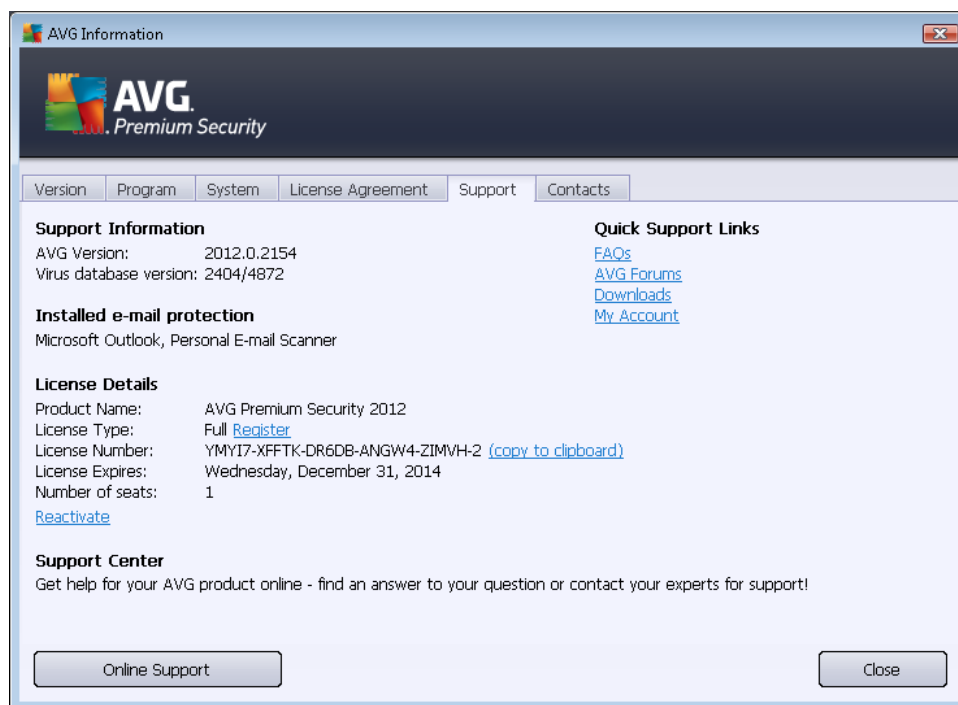 AVG Information
AVG.
Premium Security
Version Program System License Agreement Support Contacts
Support Information
AVG Version: 2012.0.2154
Virus database version: 2404/4872
Installed e-mail protection
Microsoft Outlook, Personal E-mail Scanner
License Details
Product Name: AVG Premium Security 2012
License Type: Full Register
License Number: YMYI7-XFFTK-DR6DB-ANGW4-ZIMVH-2 (copy to clipboard)
License Expires: Wednesday, December 31, 2014
Number of seats: 1
Reactivate
Support Center
Get help for your AVG product online - find an answer to your question or contact your experts for support!
Quick Support Links
FAQs
AVG Forums
Downloads
My Account
Online Support
Close